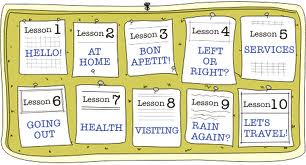 Lesson 1
HELLO!
Lesson 2
AT
HOME
?
Lesson 3
BON
APETIT!
Lesson 4
LEFT
OR
RIGHT?
Lesson 5
SERVICES
Lesson 6
GOING
OUT
Lesson 7
HEALTH
Lesson 8
VISITING
Lesson 9
RAIN
AGAIN?
Lesson 10
LET'S
TRAVEL!